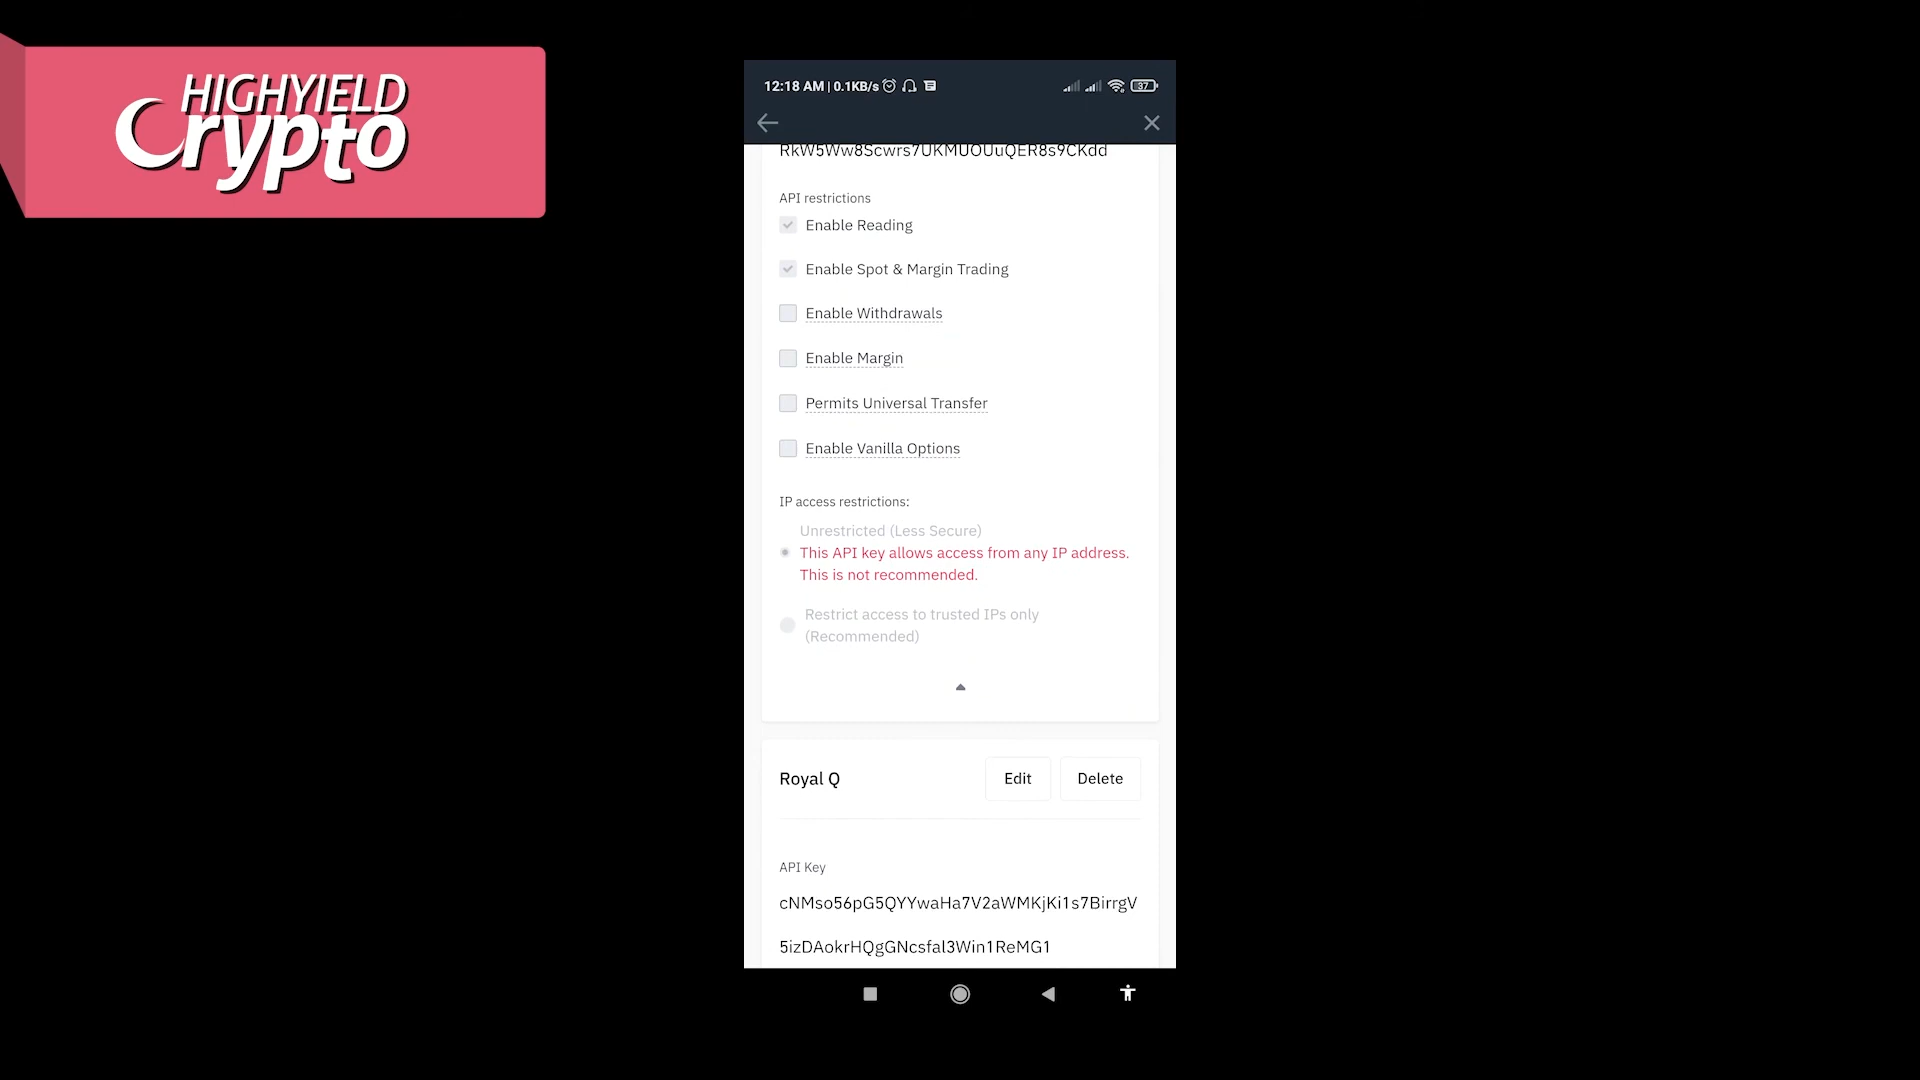 HIGHYIELD
Crypto
12:18 AM | 0.1KB/s
37
RkW5Ww8Scwrs7UKMUOUuQER8s9CKdd
API restrictions
Enable Reading
Enable Spot & Margin Trading
Enable Withdrawals
Enable Margin
Permits Universal Transfer
Enable Vanilla Options
IP access restrictions:
Unrestricted (Less Secure)
This API key allows access from any IP address.
This is not recommended.
Restrict access to trusted IPs only
(Recommended)
Royal Q
Edit
Delete
API Key
cNMso56pG5QYYwaHa7V2aWMKjKi1s7BirrgV
5izDAokrHQgGNcsfal3Win1ReMG1